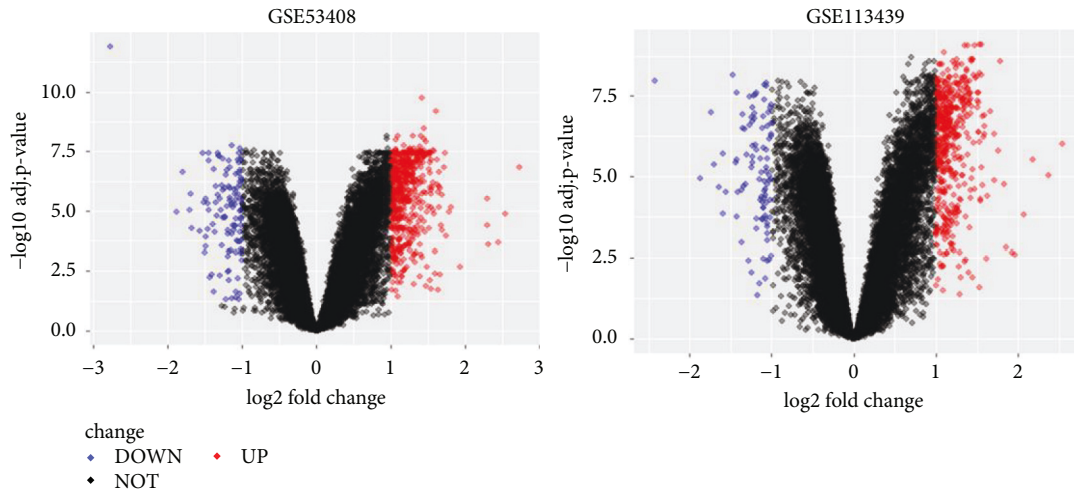 GSE53408
−log10 adj.p-value
10.0
7.5
5.0
2.5
0.0
−3 −2 −1 0 1 2 3
log2 fold change
GSE113439
−log10 adj.p-value
7.5
5.0
2.5
0.0
−2 −1 0 1 2
log2 fold change
change
DOWN UP
NOT